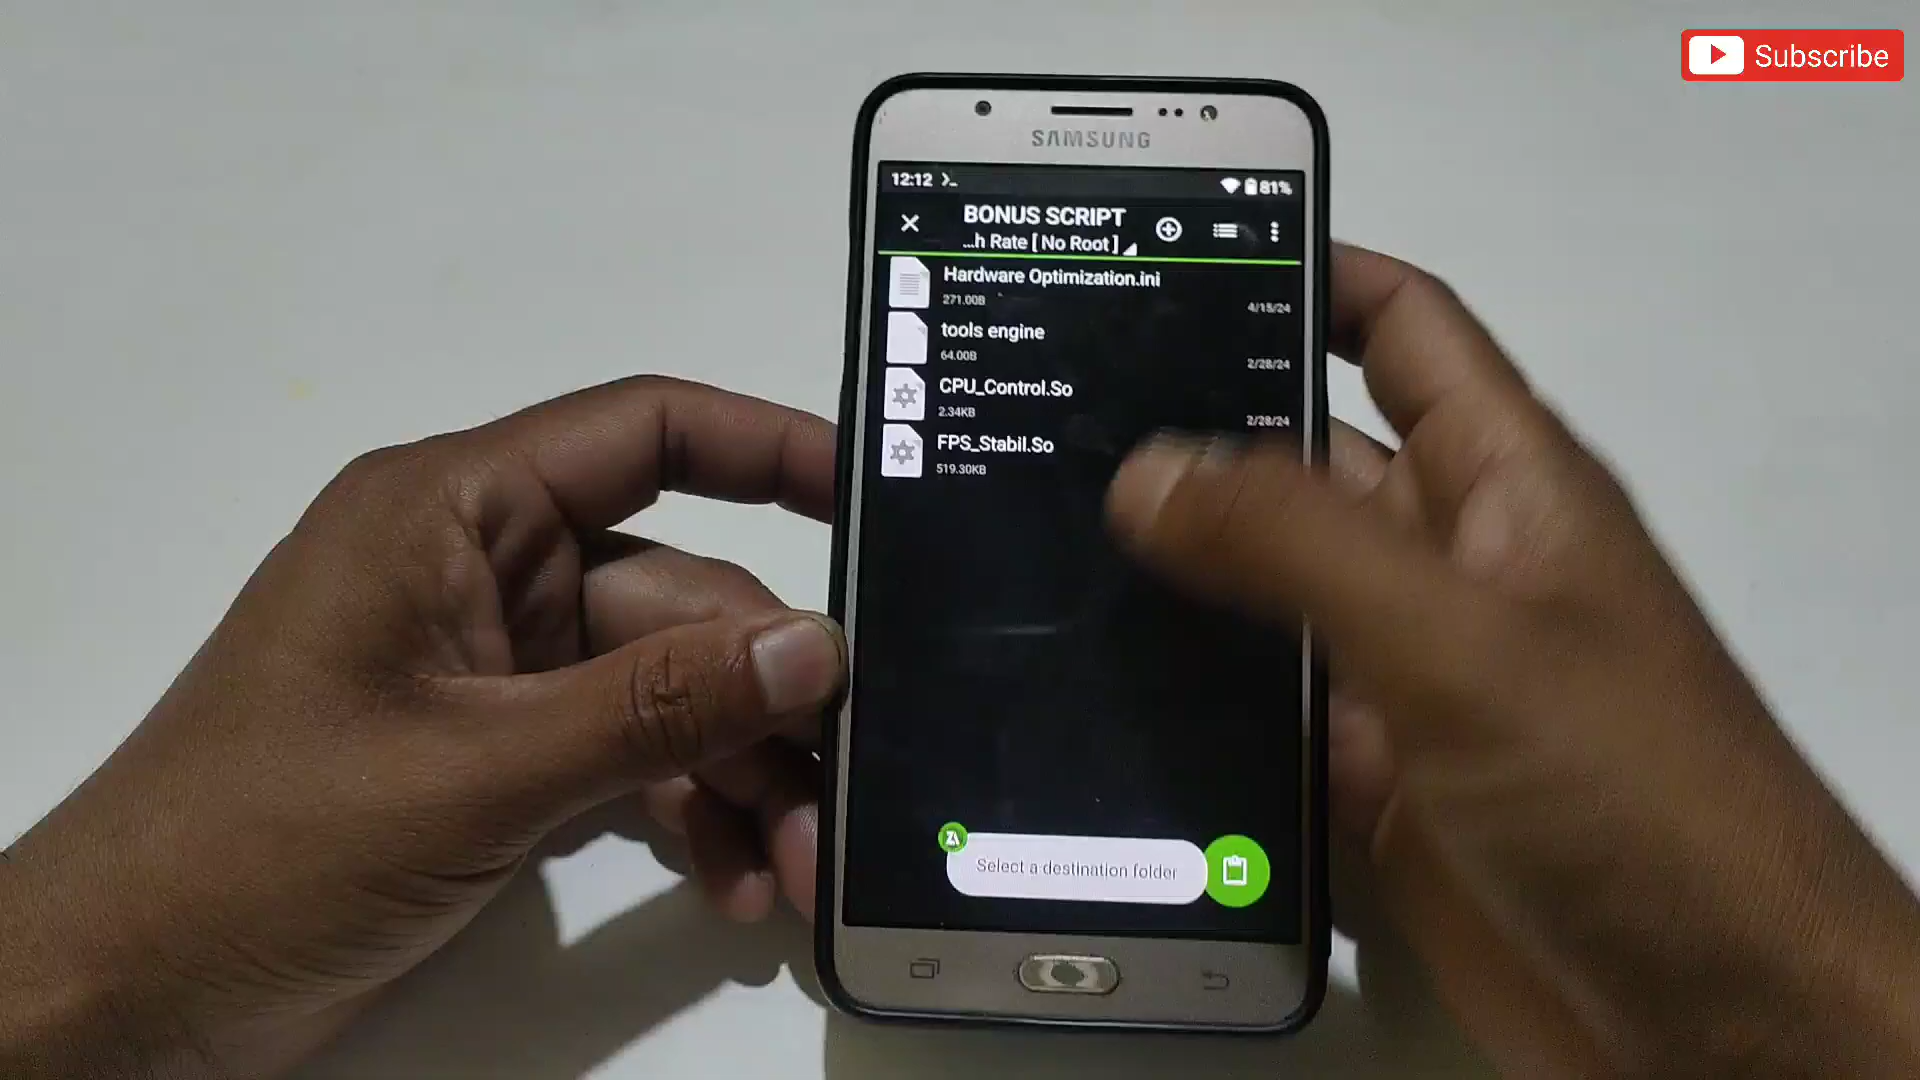 Subscribe
SAMSUNG
12:12
81%
BONUS SCRIPT
...h Rate [ No Root ]
Hardware Optimization.ini
271.00B
4/15/24
tools engine
64.00B
2/28/24
CPU_Control.So
2.34KB
2/28/24
FPS_Stabil.So
519.30KB
Select a destination folder